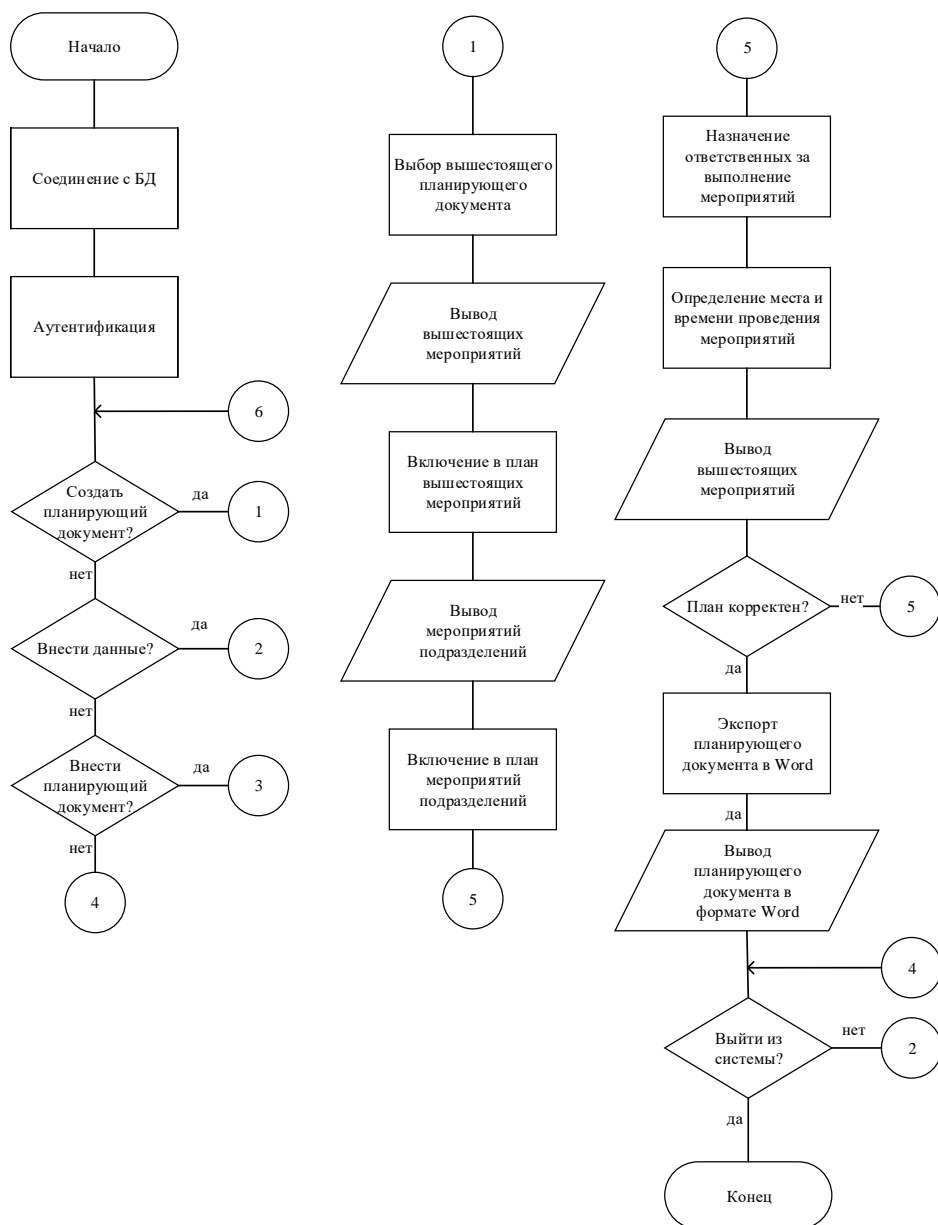 Начало
Соединение с БД
Аутентификация
6
Создать
планирующий
документ?
да
1
нет
Внести данные?
да
2
нет
Внести
планирующий
документ?
да
3
нет
4
1
Выбор вышестоящего
планирующего
документа
Вывод
вышестоящих
мероприятий
Включение в план
вышестоящих
мероприятий
Вывод
мероприятий
подразделений
Включение в план
мероприятий
подразделений
5
5
Назначение
ответственных за
выполнение
мероприятий
Определение места и
времени проведения
мероприятий
Вывод
вышестоящих
мероприятий
План корректен?
нет
5
да
Экспорт
планирующего
документа в Word
да
Вывод
планирующего
документа в
формате Word
4
Выйти из
системы?
нет
2
да
Конец